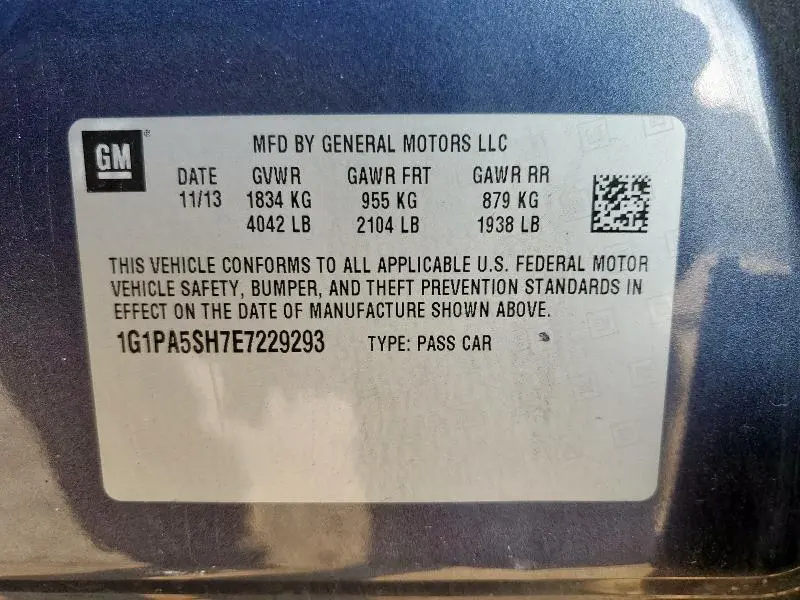 GM ®
MFD BY GENERAL MOTORS LLC
DATE GVWR GAWR FRT GAWR RR
11/13 1834 KG 955 KG 879 KG
4042 LB 2104 LB 1938 LB
THIS VEHICLE CONFORMS TO ALL APPLICABLE U.S. FEDERAL MOTOR
VEHICLE SAFETY, BUMPER, AND THEFT PREVENTION STANDARDS IN
EFFECT ON THE DATE OF MANUFACTURE SHOWN ABOVE.
1G1PA5SH7E7229293 TYPE: PASS CAR